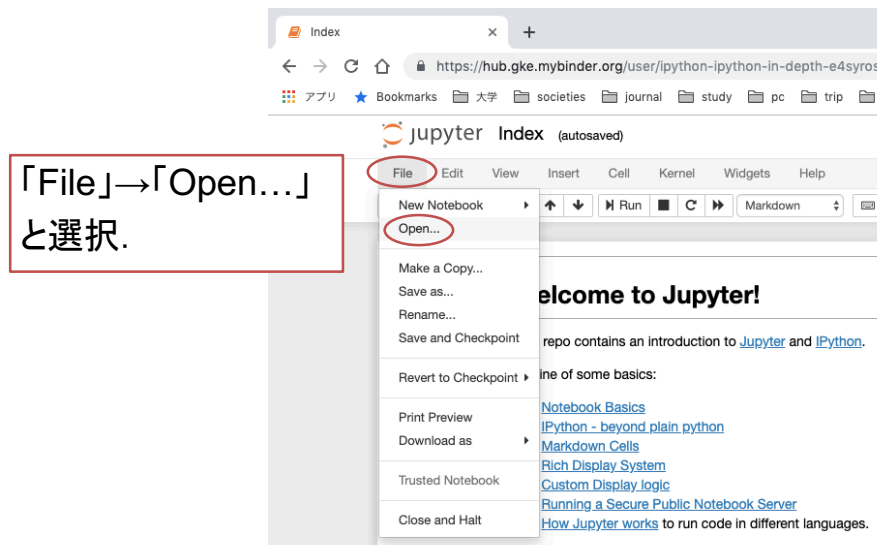 Index
https://hub.gke.mybinder.org/user/ipython-ipython-in-depth-e4syros
アプリ Bookmarks 大学 societies journal study pc trip
jupyter Index (autosaved)
「File」→「Open...」
と選択.
File Edit View Insert Cell Kernel Widgets Help
Run Markdown
New Notebook
Open...
Make a Copy...
Save as...
Rename...
Save and Checkpoint
Revert to Checkpoint
Print Preview
Download as
Trusted Notebook
Close and Halt
elcome to Jupyter!
repo contains an introduction to Jupyter and IPython.
ine of some basics:
Notebook Basics
IPython - beyond plain python
Markdown Cells
Rich Display System
Custom Display logic
Running a Secure Public Notebook Server
How Jupyter works to run code in different languages.